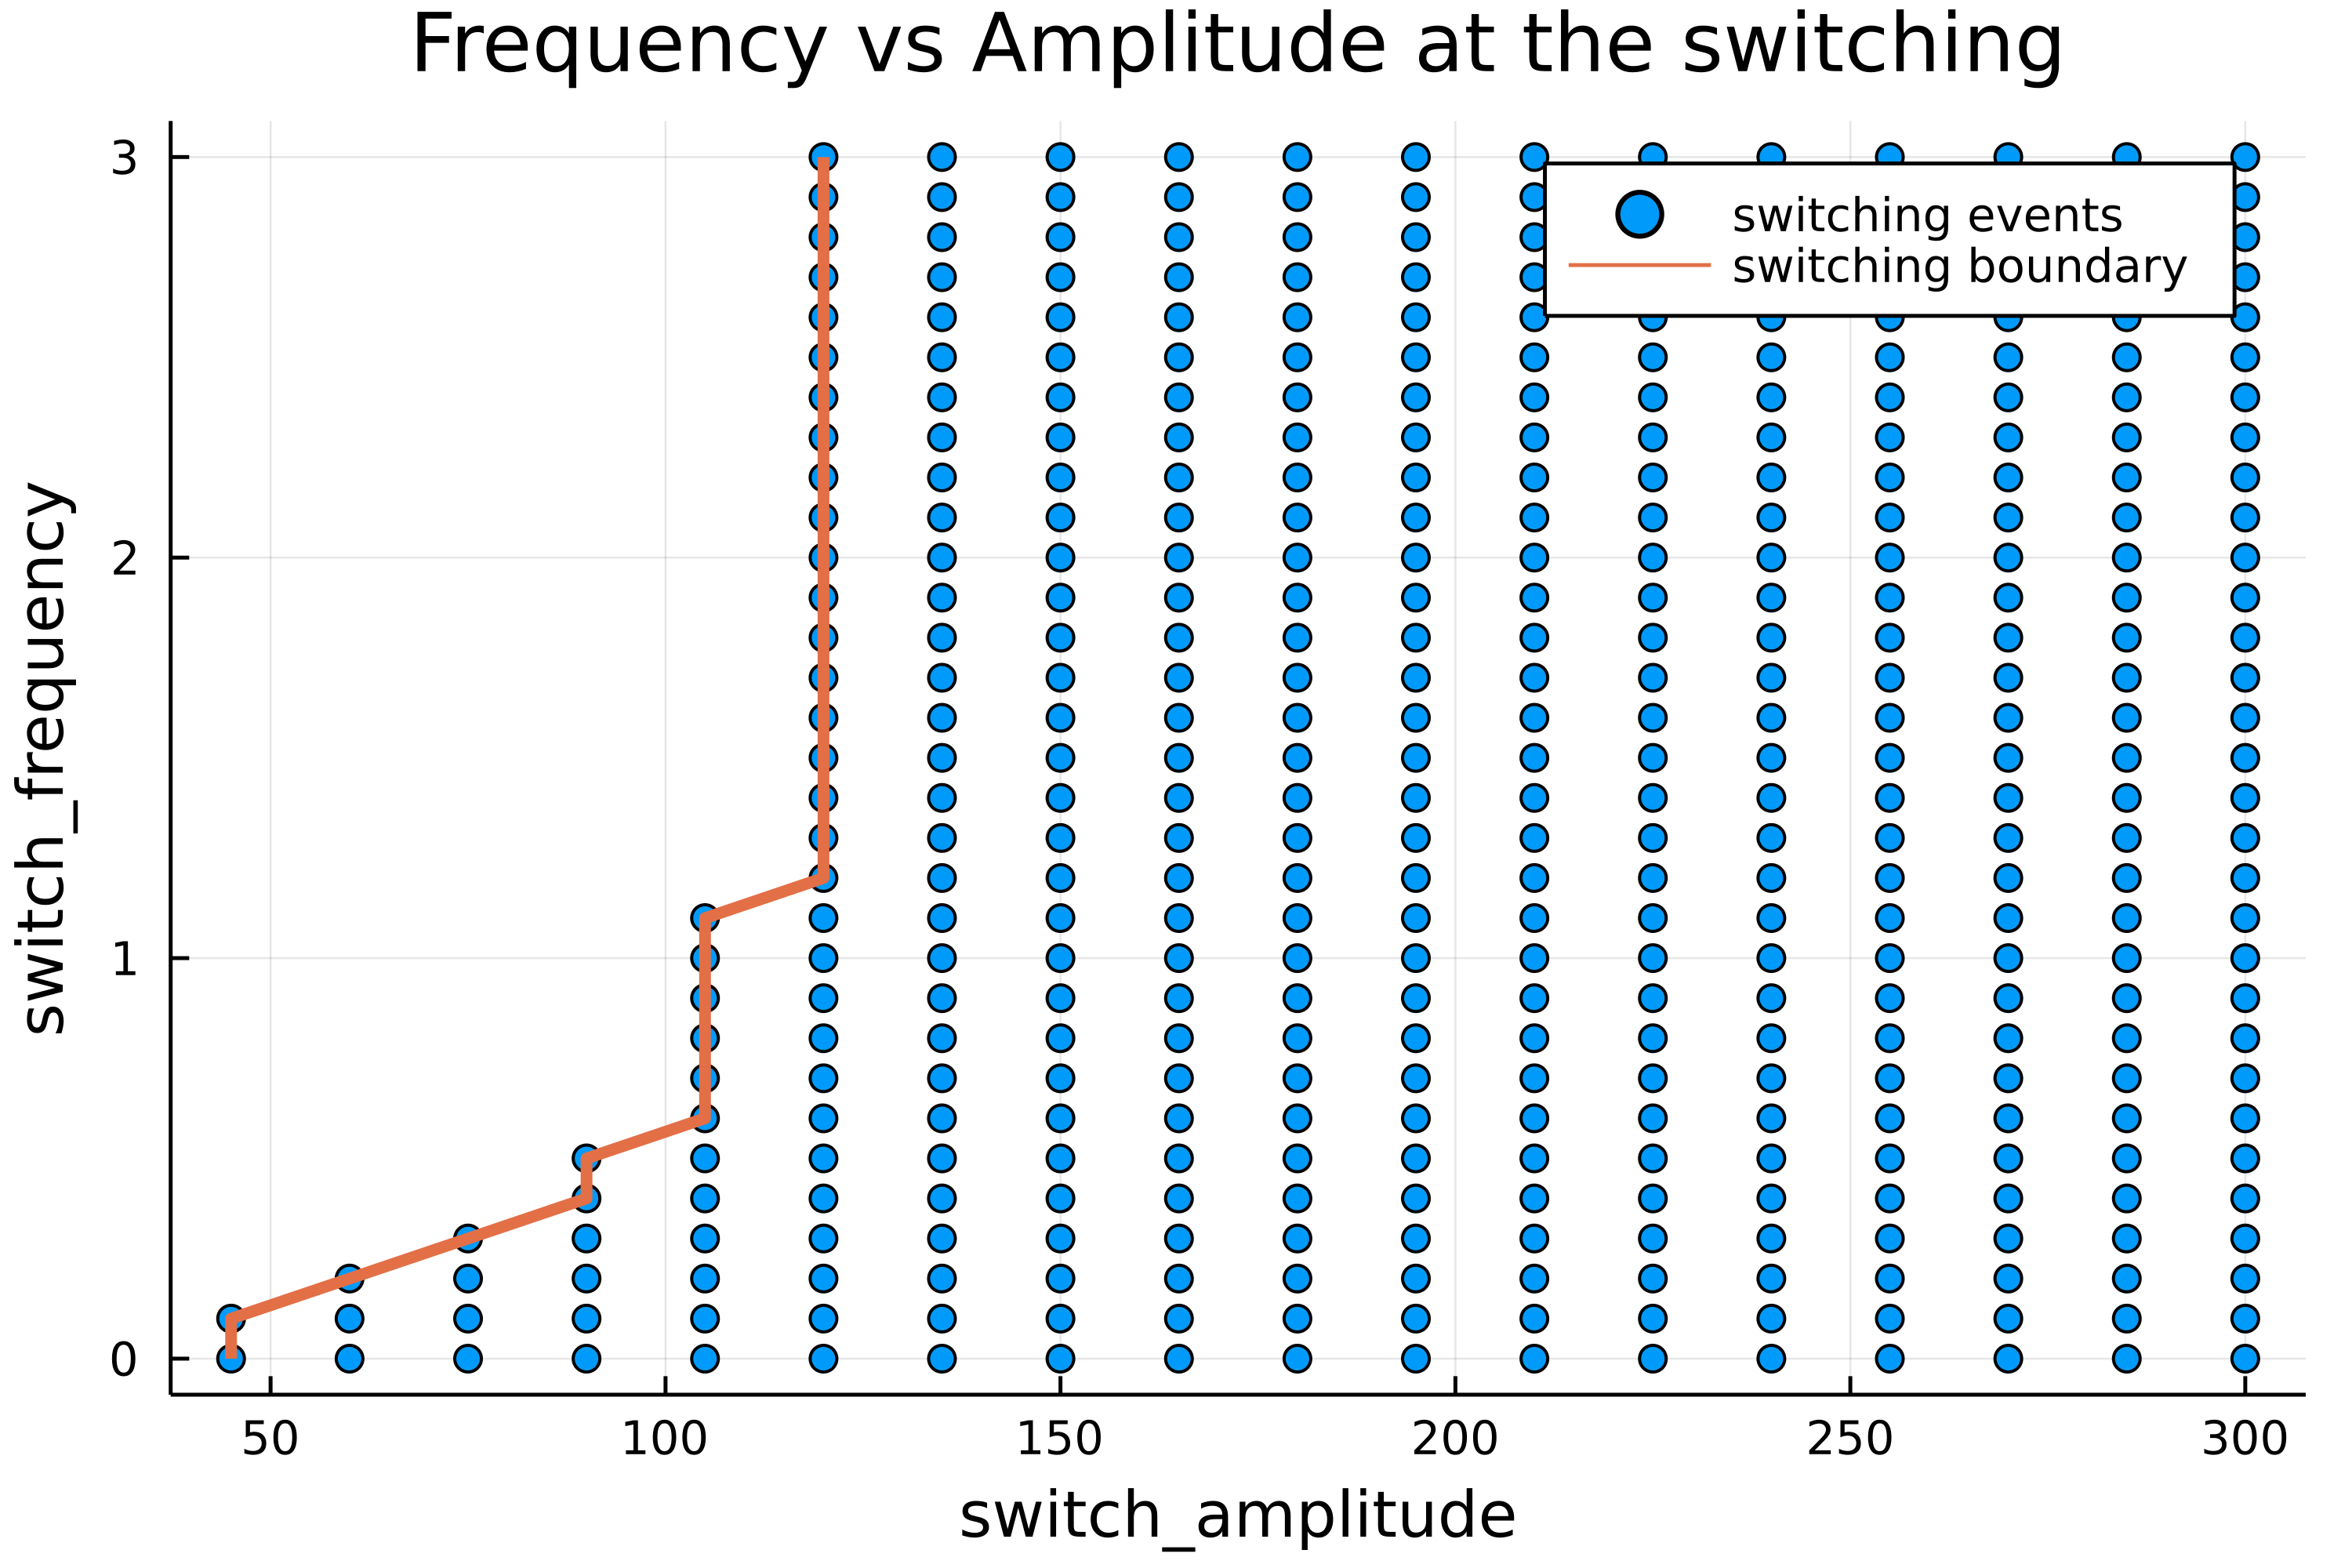 Frequency vs Amplitude at the switching
switching events
switching boundary
switch_frequency
3
2
1
0
50 100 150 200 250 300
switch_amplitude